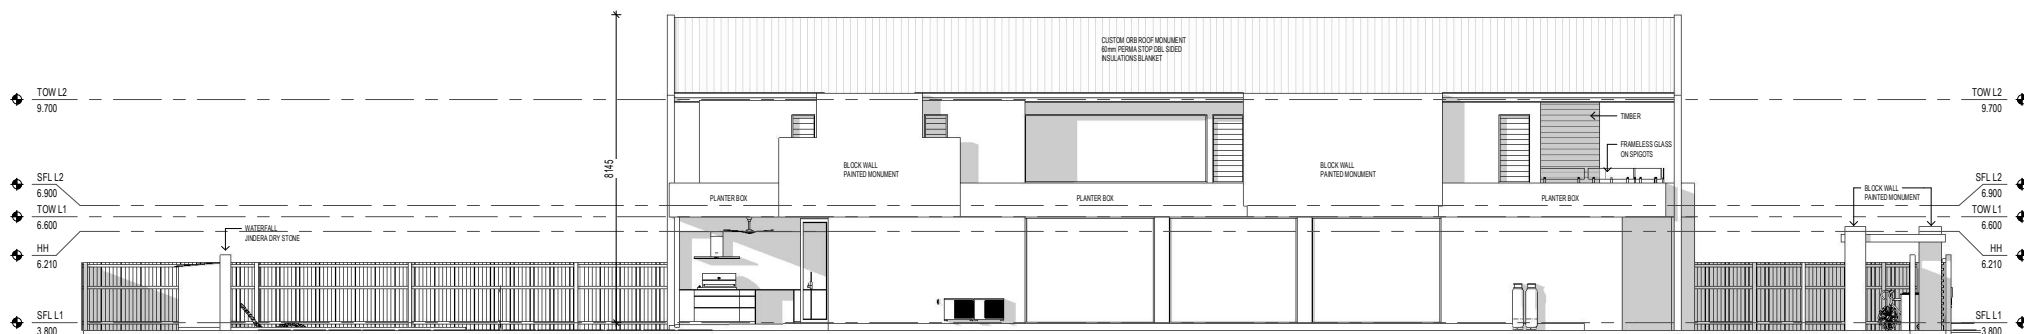 CUSTOM ORB ROOF MONUMENT
60mm PERMA STOP DBL SIDED
INSULATIONS BLANKET
TOW L2
9.700
TOW L2
9.700
TIMBER
FRAMELESS GLASS
ON SPIGOTS
8145
BLOCK WALL
PAINTED MONUMENT
BLOCK WALL
PAINTED MONUMENT
SFL L2
6.900
SFL L2
6.900
BLOCK WALL
PAINTED MONUMENT
PLANTER BOX
PLANTER BOX
PLANTER BOX
TOW L1
6.600
TOW L1
6.600
WATERFALL
JINDERA DRY STONE
HH
6.210
HH
6.210
SFL L1
3.800
SFL L1
3.800